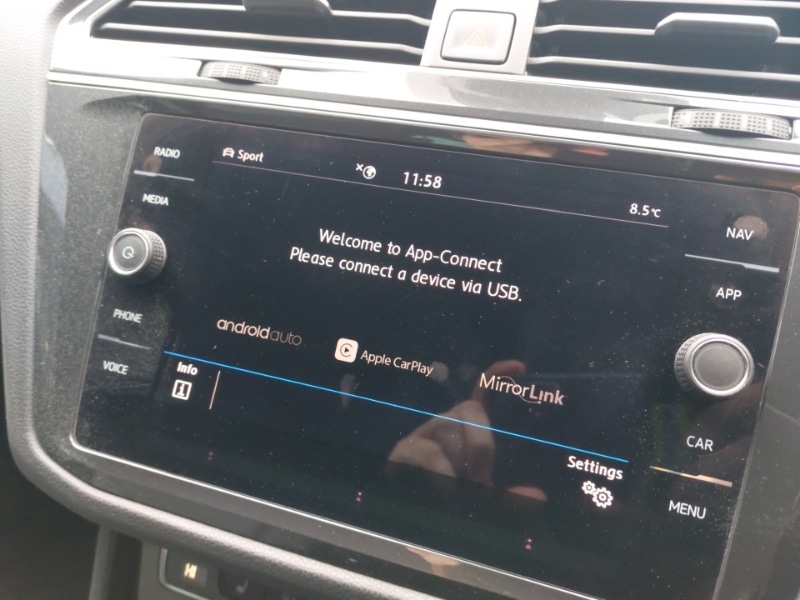 RADIO
Sport
11:58
8.5°C
MEDIA
NAV
Welcome to App-Connect
Please connect a device via USB.
APP
PHONE
androidauto
Apple CarPlay
MirrorLink
VOICE
Info
CAR
Settings
MENU
HI